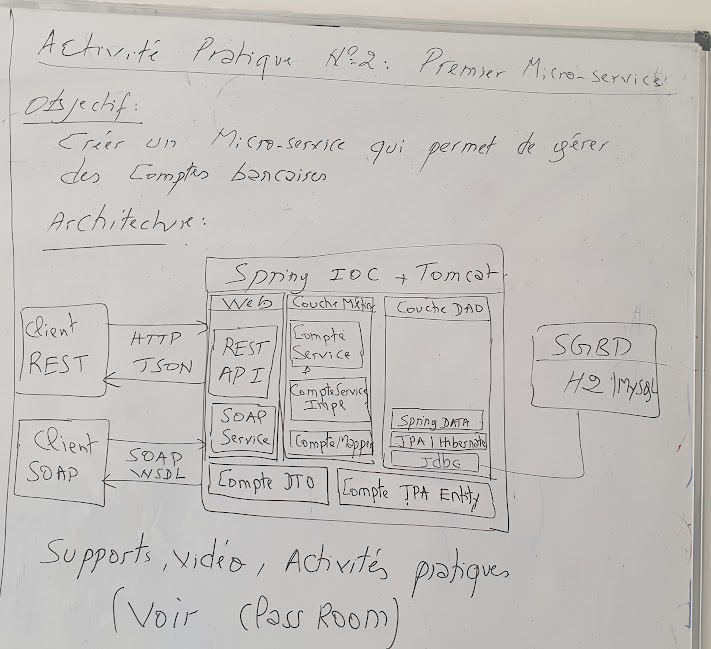 Activité Pratique N°2 : Premier Micro-service
Objectif :
Créer un Micro-service qui permet de gérer
des Comptes bancaires
Architecture :
Spring IOC + Tomcat
Web
Couche Métier
Couche DAO
Client
REST
HTTP
JSON
REST
API
Compte
Service
CompteService
Impl
SGBD
H2 | MySql
Client
SOAP
SOAP
WSDL
SOAP
Service
CompteMapper
Spring DATA
JPA | Hibernate
Jdbc
Compte DTO
Compte JPA Entity
Supports, vidéo, Activités pratiques
(Voir Class Room)